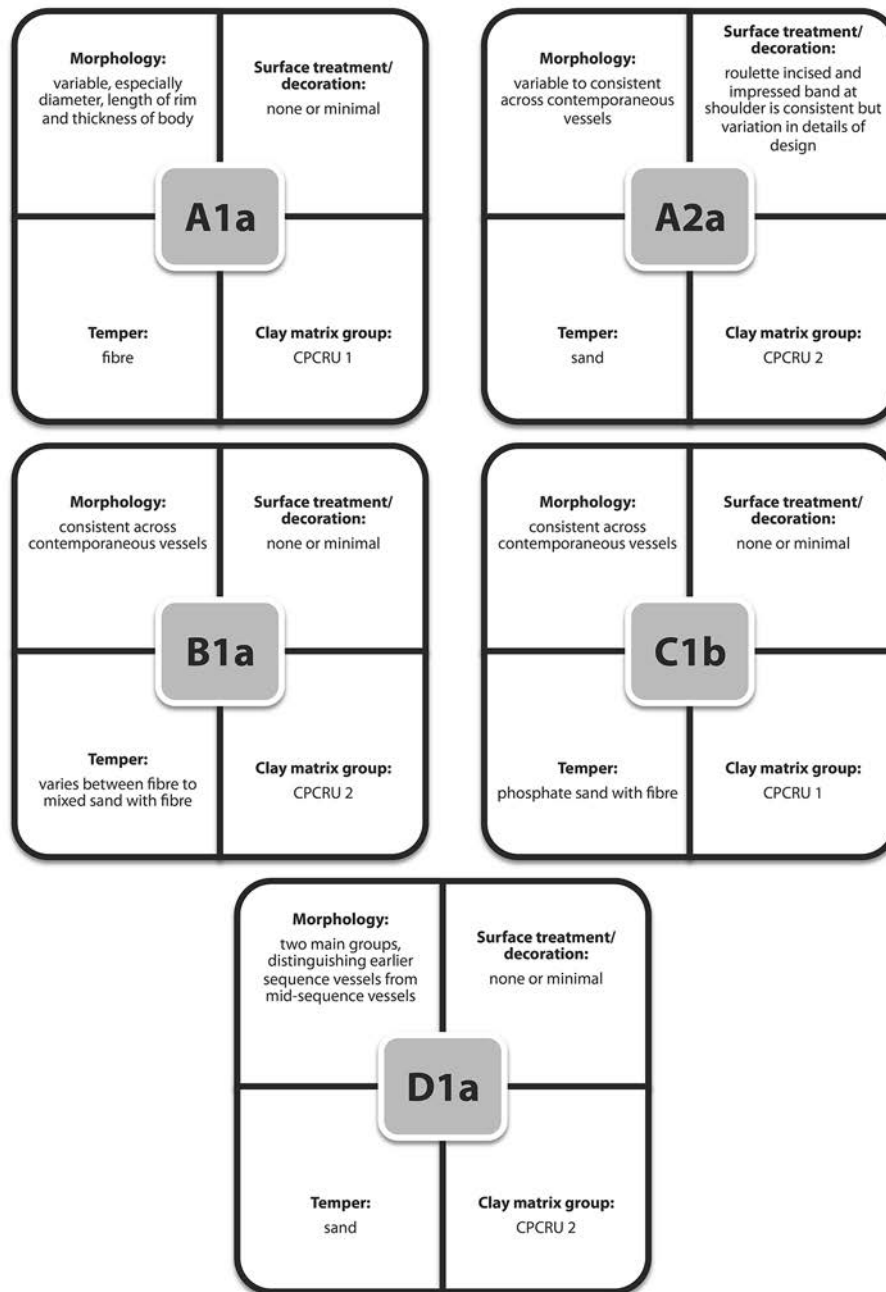 Morphology:
variable, especially
diameter, length of rim
and thickness of body
Surface treatment/
decoration:
none or minimal
A1a
Temper:
fibre
Clay matrix group:
CPCRU 1
Morphology:
variable to consistent
across contemporaneous
vessels
Surface treatment/
decoration:
roulette incised and
impressed band at
shoulder is consistent but
variation in details of
design
A2a
Temper:
sand
Clay matrix group:
CPCRU 2
Morphology:
consistent across
contemporaneous vessels
Surface treatment/
decoration:
none or minimal
B1a
Temper:
varies between fibre to
mixed sand with fibre
Clay matrix group:
CPCRU 2
Morphology:
consistent across
contemporaneous vessels
Surface treatment/
decoration:
none or minimal
C1b
Temper:
phosphate sand with fibre
Clay matrix group:
CPCRU 1
Morphology:
two main groups,
distinguishing earlier
sequence vessels from
mid-sequence vessels
Surface treatment/
decoration:
none or minimal
D1a
Temper:
sand
Clay matrix group:
CPCRU 2